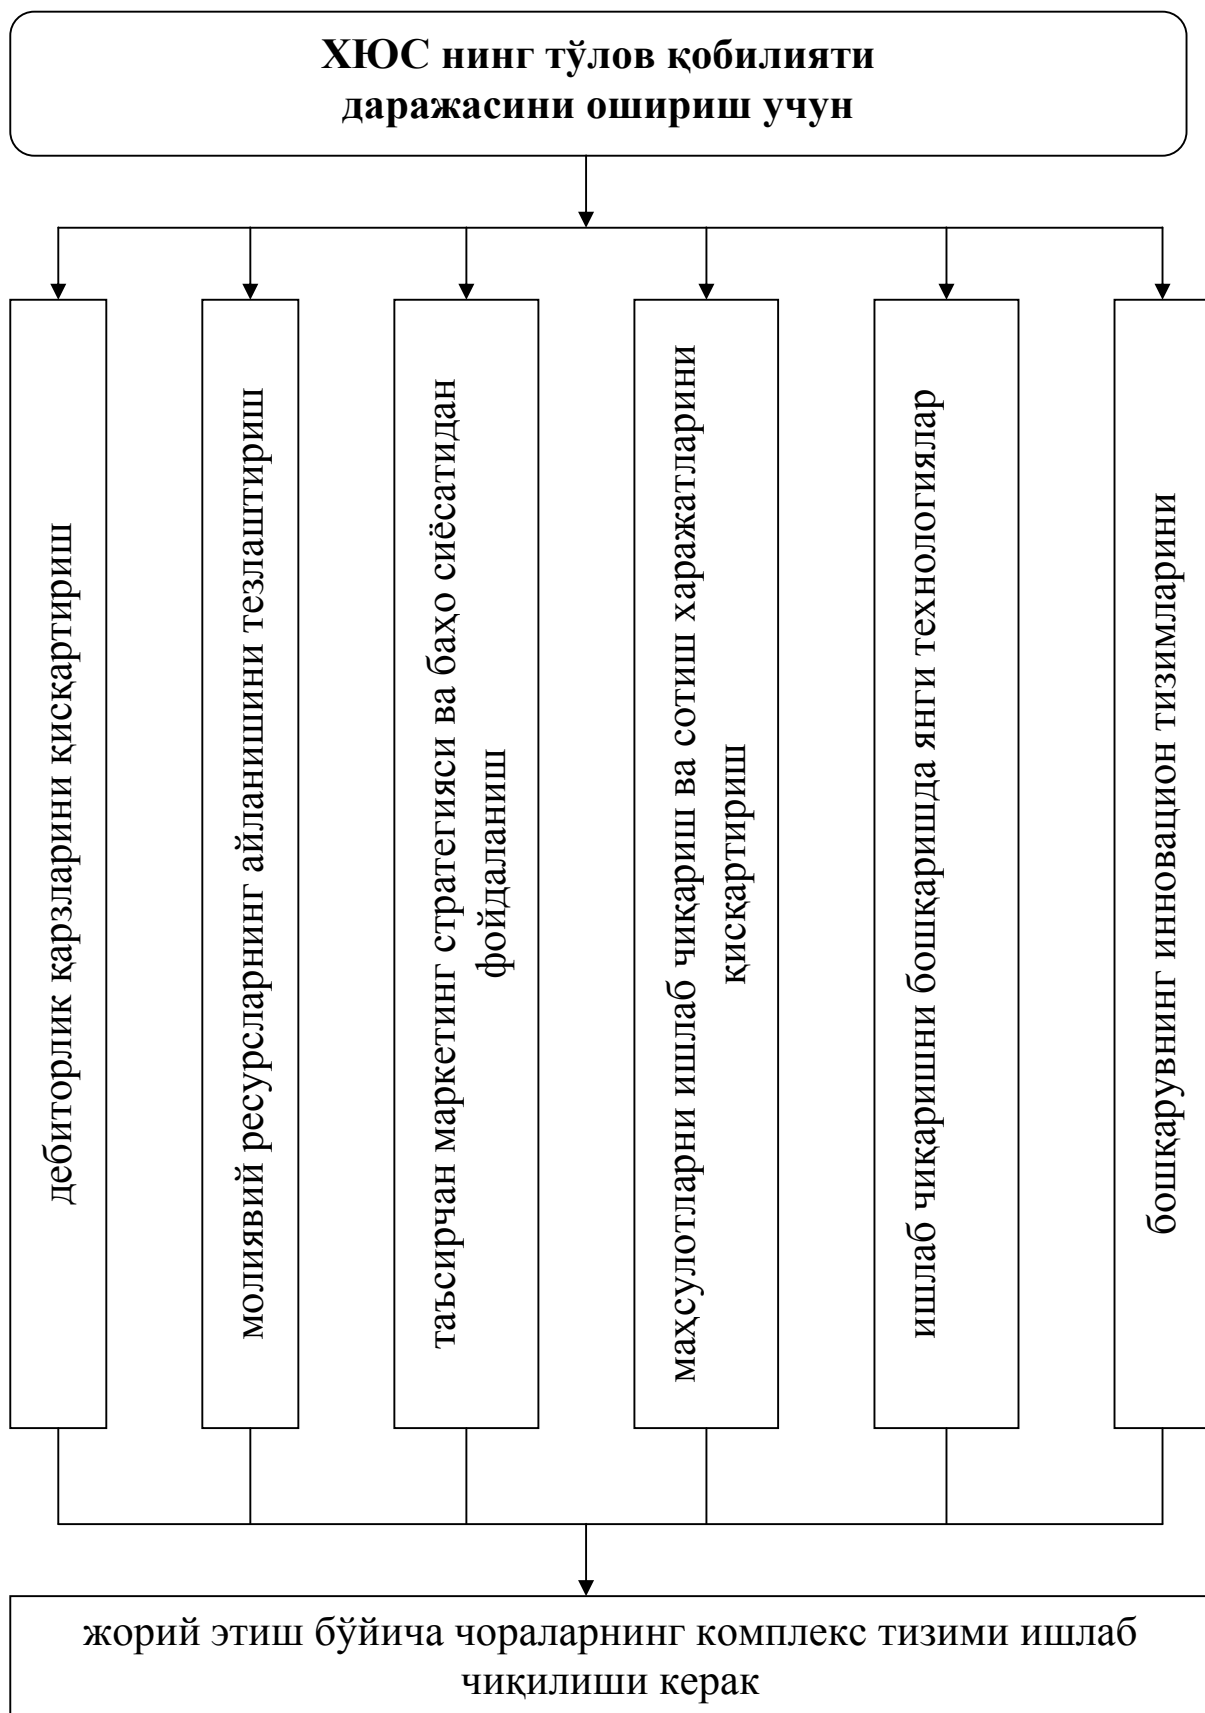 ХЮС нинг тўлов қобилияти
даражасини ошириш учун
дебиторлик қарзларини қисқартириш
молиявий ресурсларнинг айланишини тезлаштириш
таъсирчан маркетинг стратегияси ва баҳо сиёсатидан
фойдаланиш
маҳсулотларни ишлаб чиқариш ва сотиш харажатларини
қисқартириш
ишлаб чиқаришни бошқаришда янги технологиялар
бошқарувнинг инновацион тизимларини
жорий этиш бўйича чораларнинг комплекс тизими ишлаб
чиқилиши керак